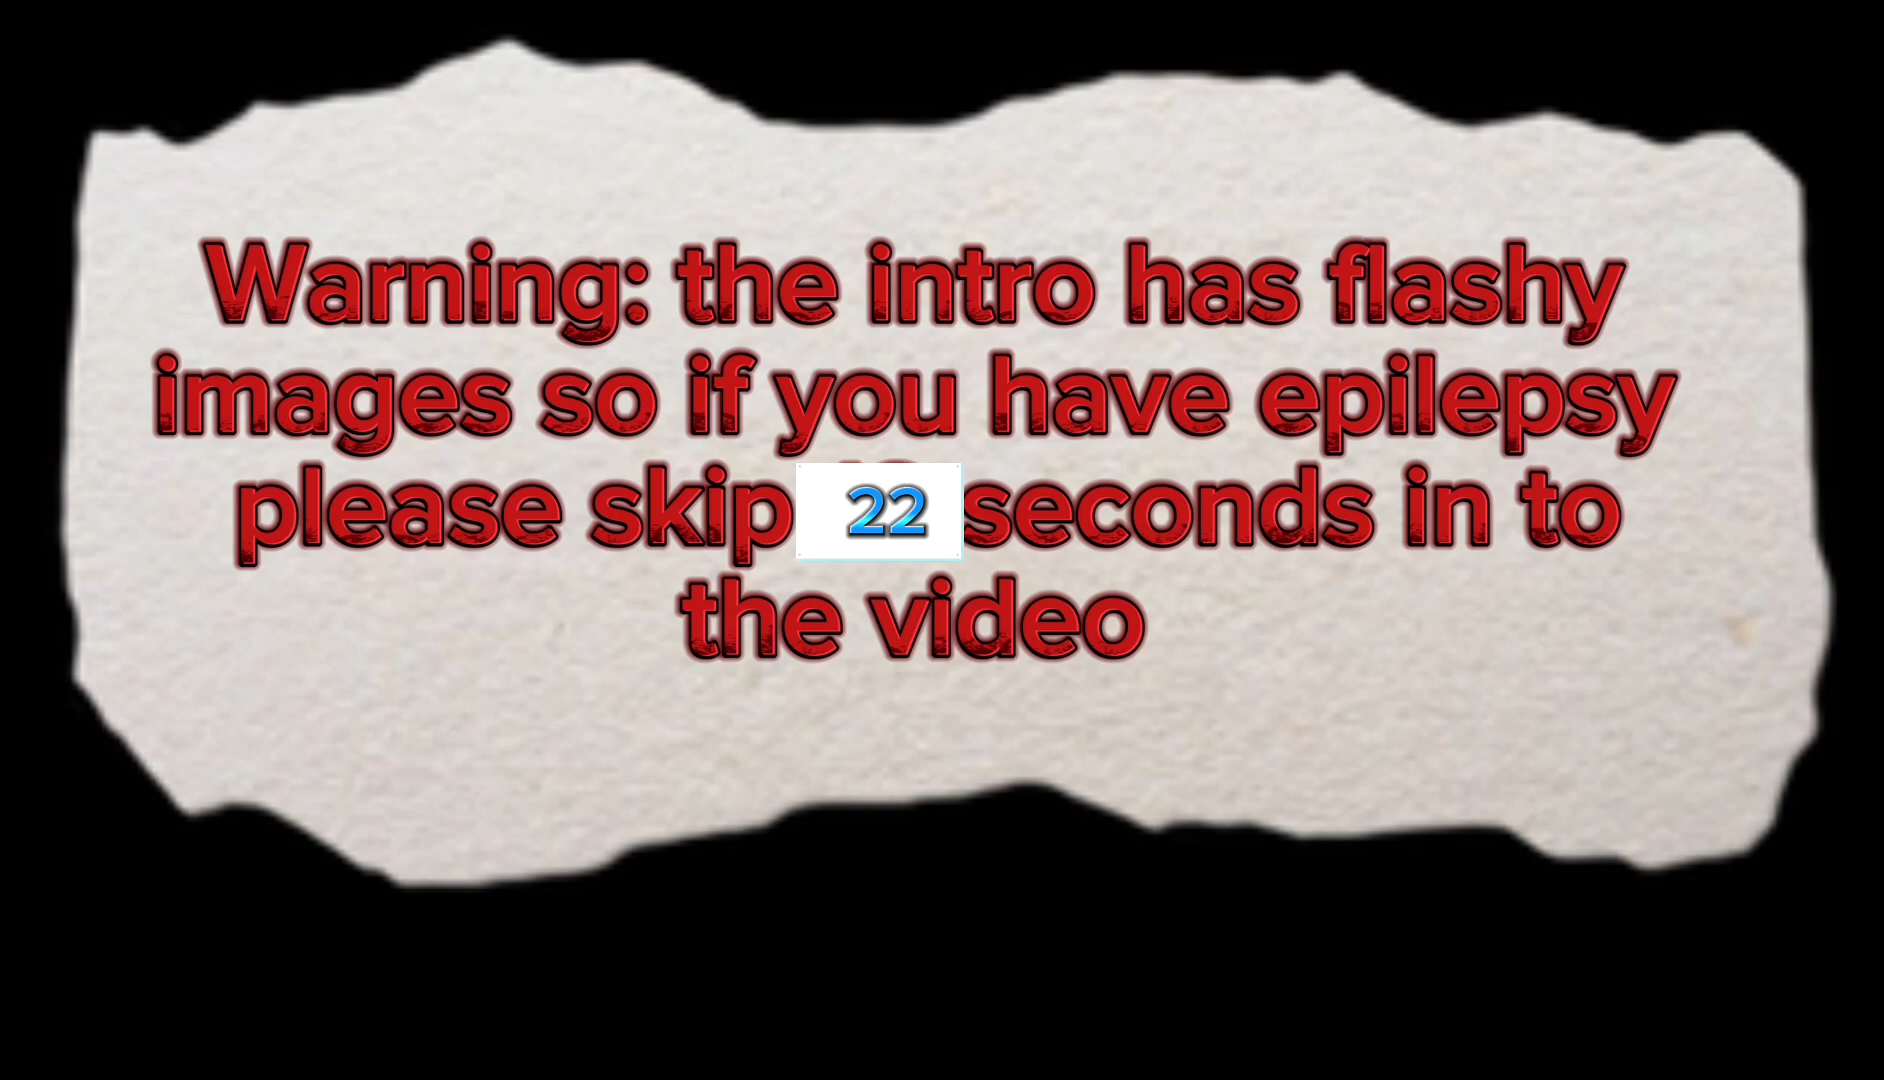 Warning: the intro has flashy
images so if you have epilepsy
please skip 22 seconds in to
the video